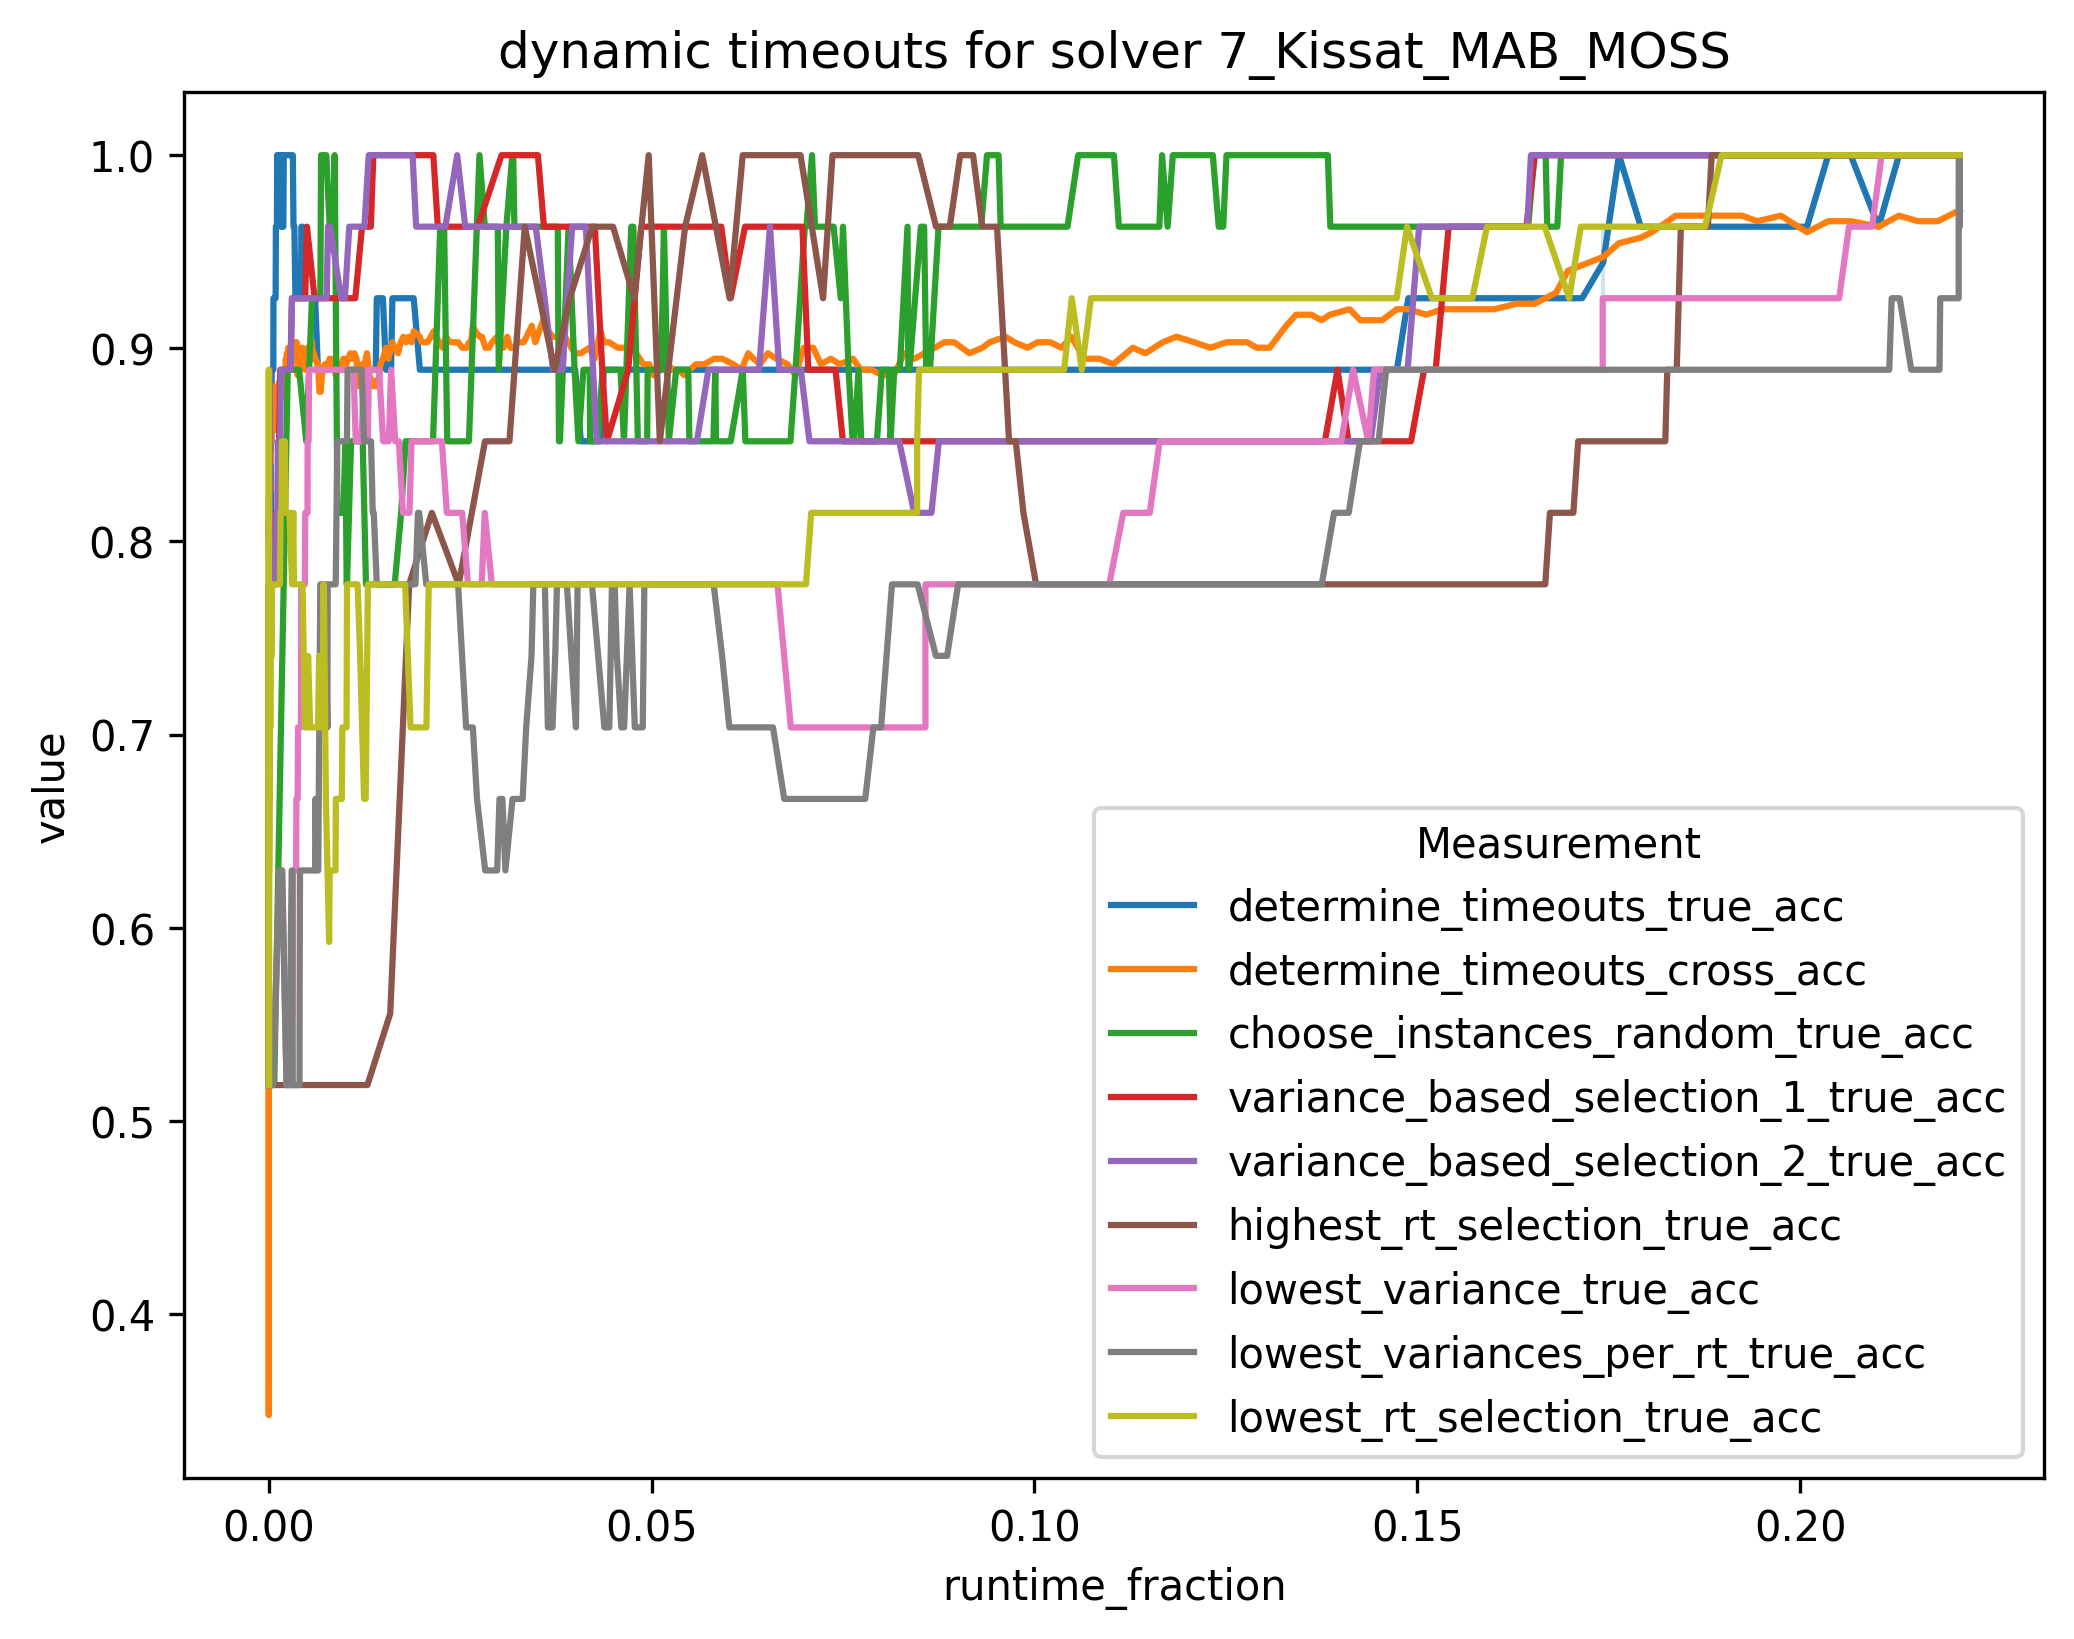 dynamic timeouts for solver 7_Kissat_MAB_MOSS
1.0
0.9
0.8
0.7
0.6
0.5
0.4
value
Measurement
determine_timeouts_true_acc
determine_timeouts_cross_acc
choose_instances_random_true_acc
variance_based_selection_1_true_acc
variance_based_selection_2_true_acc
highest_rt_selection_true_acc
lowest_variance_true_acc
lowest_variances_per_rt_true_acc
lowest_rt_selection_true_acc
0.00 0.05 0.10 0.15 0.20
runtime_fraction